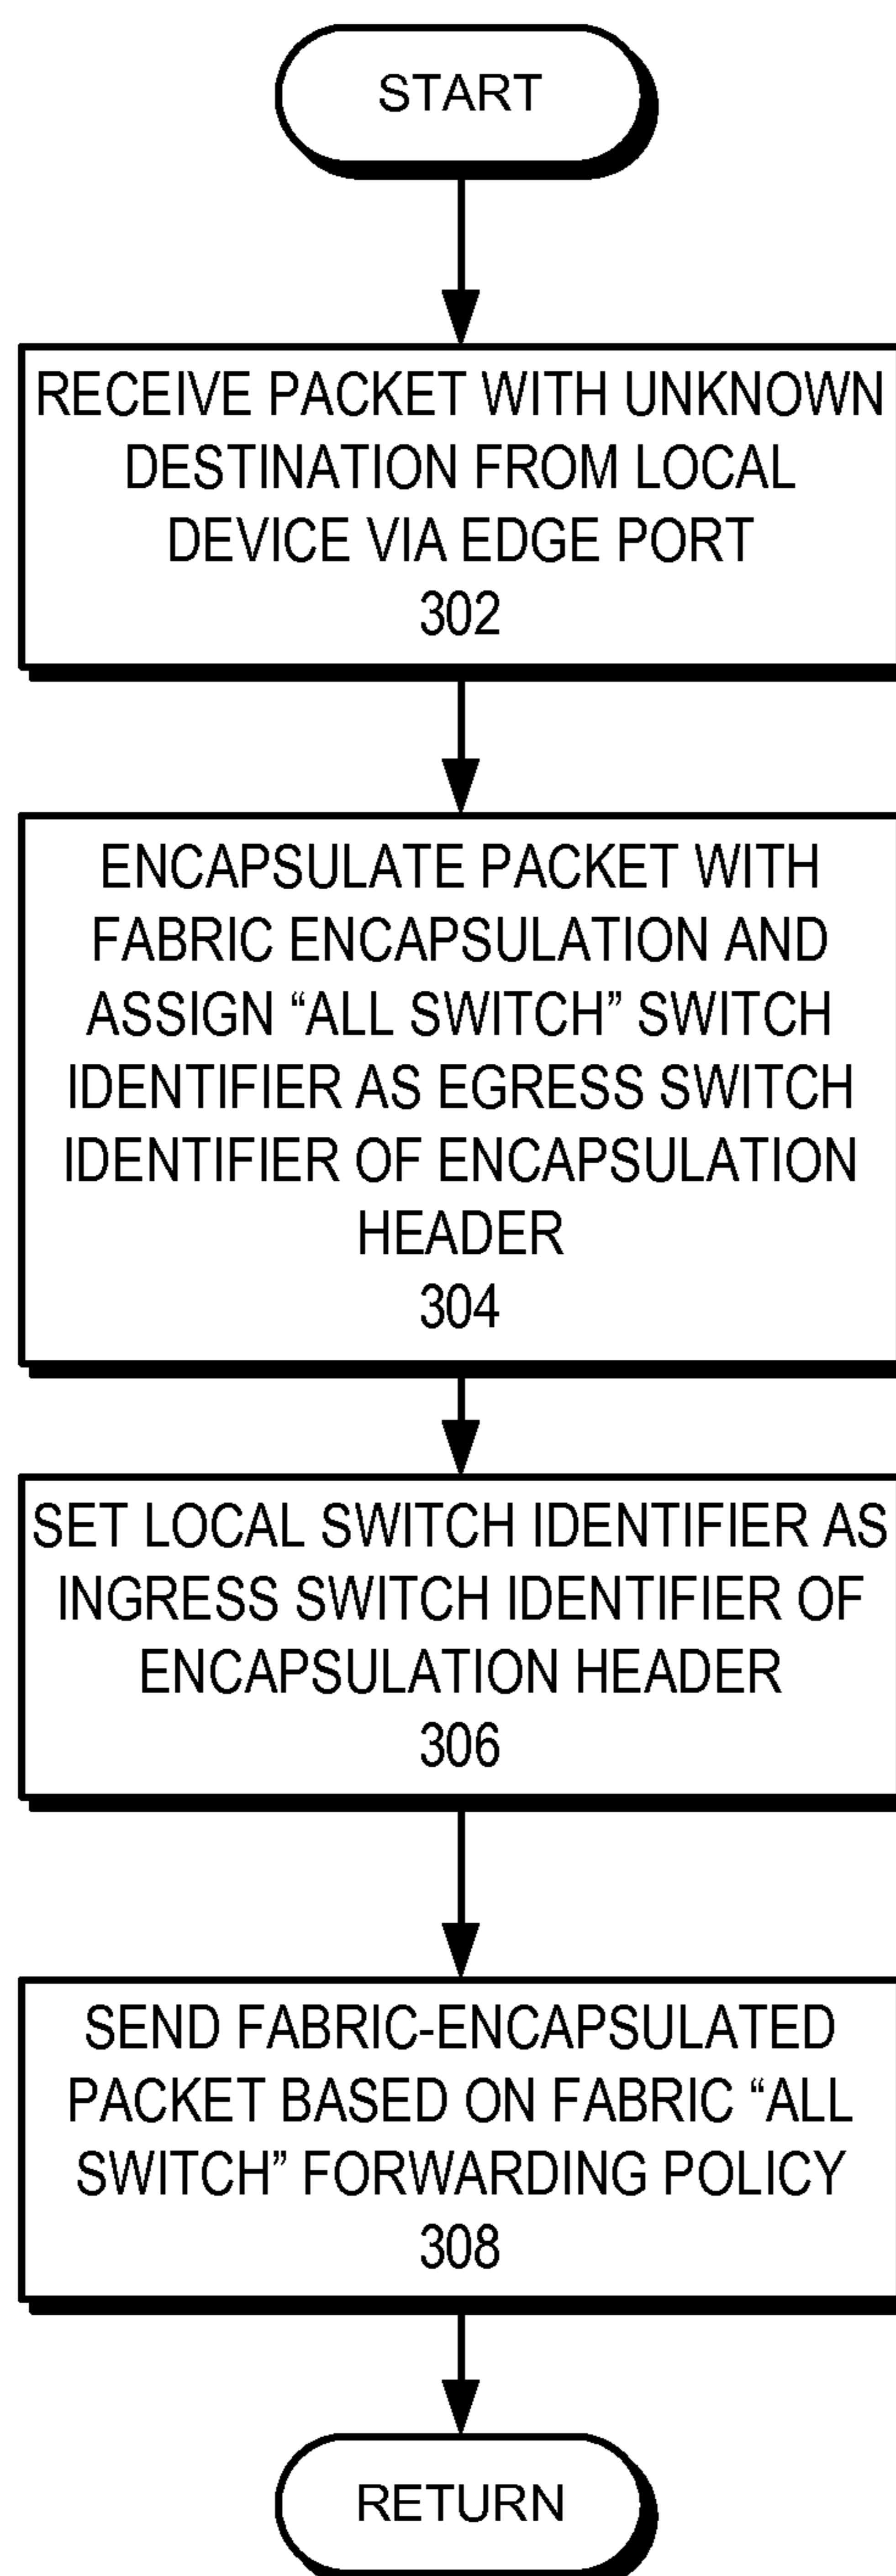 START
RECEIVE PACKET WITH UNKNOWN
DESTINATION FROM LOCAL
DEVICE VIA EDGE PORT
302
ENCAPSULATE PACKET WITH
FABRIC ENCAPSULATION AND
ASSIGN “ALL SWITCH” SWITCH
IDENTIFIER AS EGRESS SWITCH
IDENTIFIER OF ENCAPSULATION
HEADER
304
SET LOCAL SWITCH IDENTIFIER AS
INGRESS SWITCH IDENTIFIER OF
ENCAPSULATION HEADER
306
SEND FABRIC-ENCAPSULATED
PACKET BASED ON FABRIC “ALL
SWITCH” FORWARDING POLICY
308
RETURN